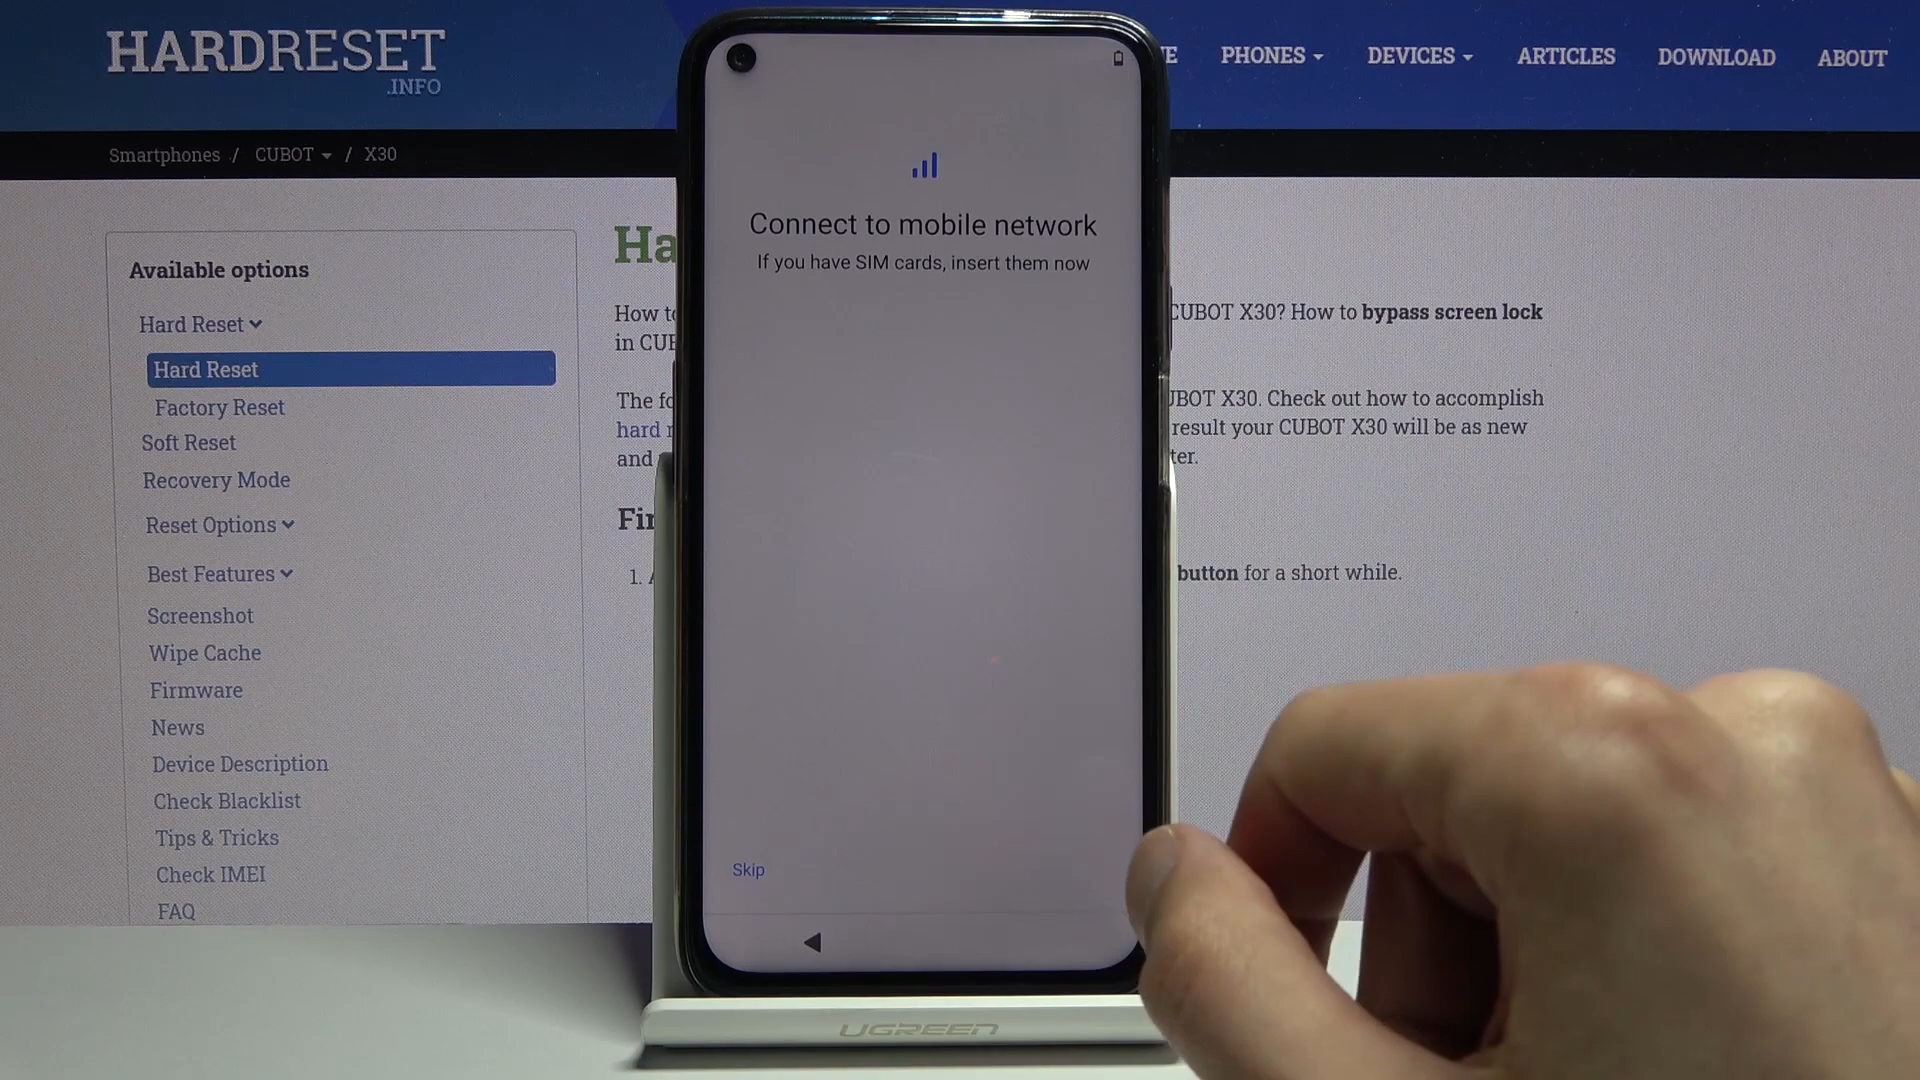 HARDRESET
.INFO
PHONES
DEVICES
ARTICLES
DOWNLOAD
ABOUT
Smartphones / CUBOT / X30
Available options
Hard Reset
Hard Reset
Factory Reset
Soft Reset
Recovery Mode
Reset Options
Best Features
Screenshot
Wipe Cache
Firmware
News
Device Description
Check Blacklist
Tips & Tricks
Check IMEI
FAQ
Connect to mobile network
If you have SIM cards, insert them now
Skip
How to
CUBOT X30? How to bypass screen lock
in
The
X30. Check out how to accomplish
hard
result your CUBOT X30 will be as new
and
1.
button for a short while.
UGREEN